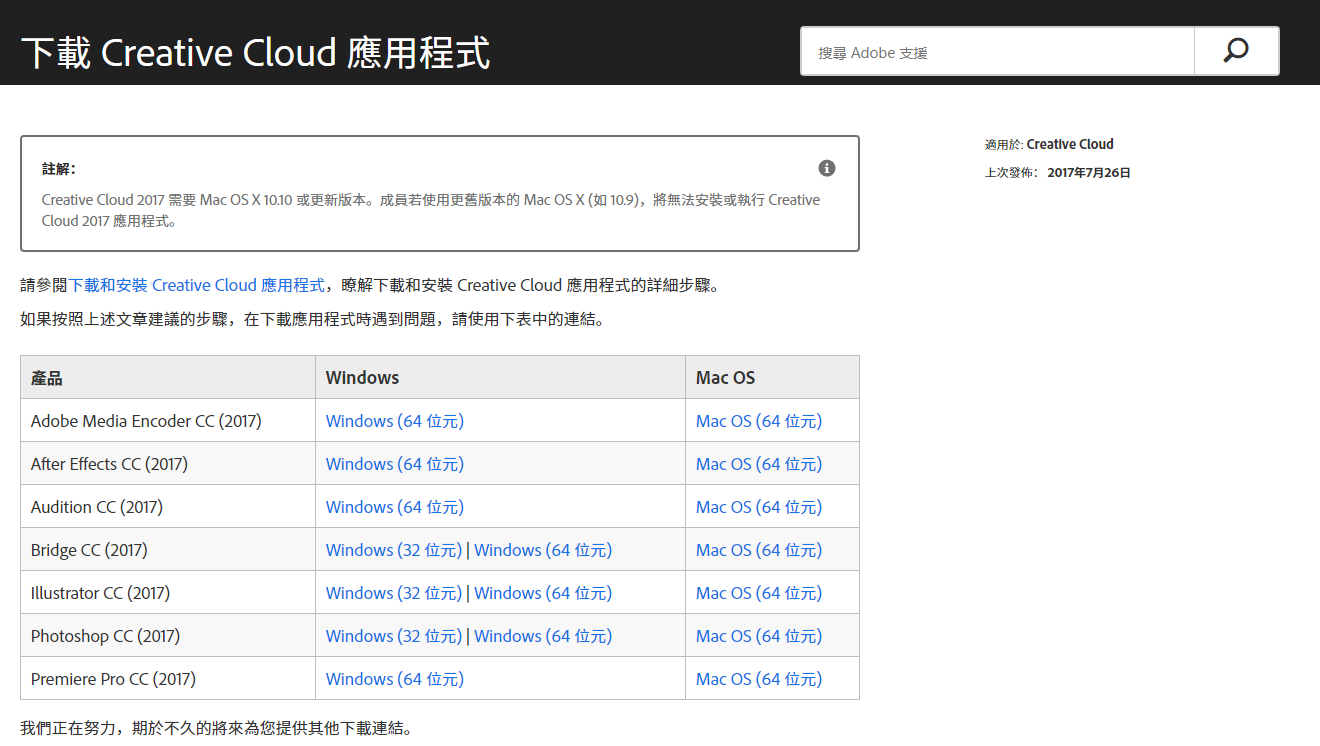 下載 Creative Cloud 應用程式
搜尋 Adobe 支援
註解：
Creative Cloud 2017 需要 Mac OS X 10.10 或更新版本。成員若使用更舊版本的 Mac OS X (如 10.9)，將無法安裝或執行 Creative
Cloud 2017 應用程式。
適用於: Creative Cloud
上次發佈： 2017年7月26日
請參閱下載和安裝 Creative Cloud 應用程式，瞭解下載和安裝 Creative Cloud 應用程式的詳細步驟。
如果按照上述文章建議的步驟，在下載應用程式時遇到問題，請使用下表中的連結。
產品 Windows Mac OS
Adobe Media Encoder CC (2017) Windows (64 位元) Mac OS (64 位元)
After Effects CC (2017) Windows (64 位元) Mac OS (64 位元)
Audition CC (2017) Windows (64 位元) Mac OS (64 位元)
Bridge CC (2017) Windows (32 位元) | Windows (64 位元) Mac OS (64 位元)
Illustrator CC (2017) Windows (32 位元) | Windows (64 位元) Mac OS (64 位元)
Photoshop CC (2017) Windows (32 位元) | Windows (64 位元) Mac OS (64 位元)
Premiere Pro CC (2017) Windows (64 位元) Mac OS (64 位元)
我們正在努力，期於不久的將來為您提供其他下載連結。